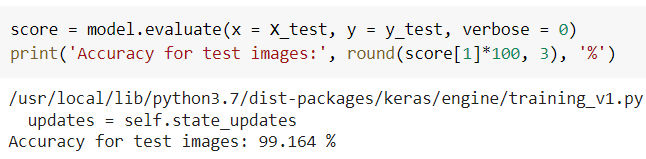 score = model.evaluate(x = X_test, y = y_test, verbose = 0)
print('Accuracy for test images:', round(score[1]*100, 3), '%')
/usr/local/lib/python3.7/dist-packages/keras/engine/training_v1.py
  updates = self.state_updates
Accuracy for test images: 99.164 %